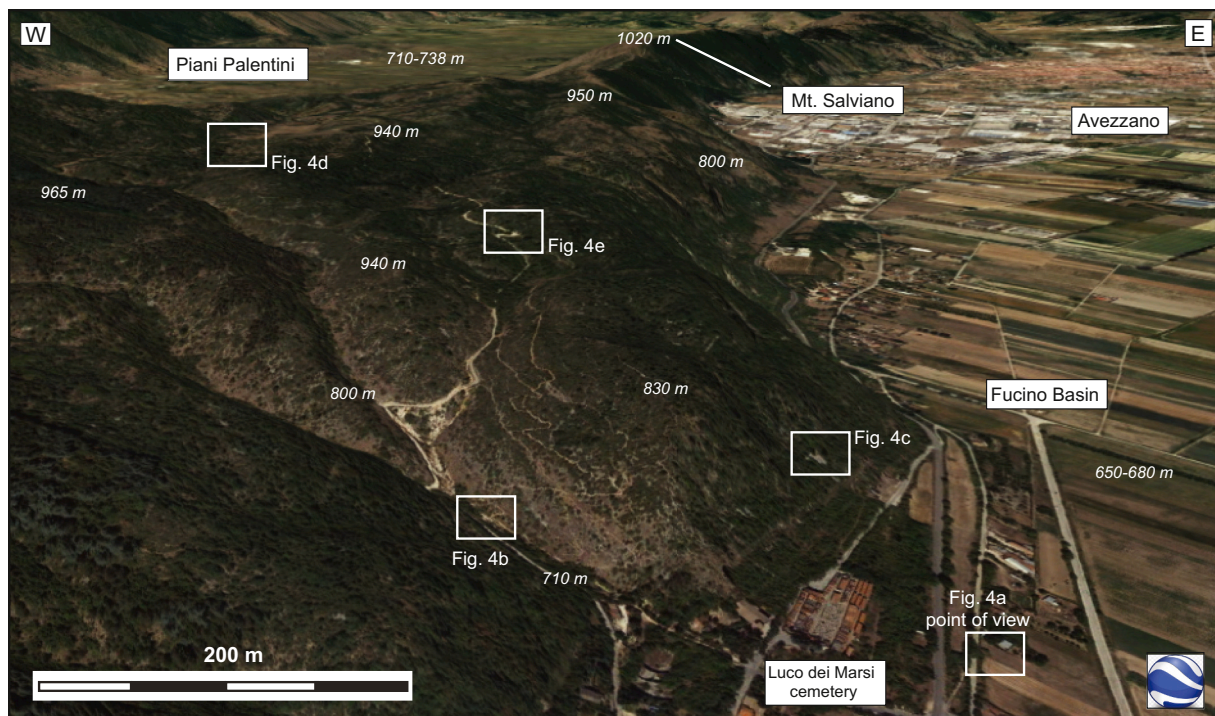 W
E
1020 m
Piani Palentini
710-738 m
Mt. Salviano
950 m
Avezzano
940 m
Fig. 4d
800 m
965 m
Fig. 4e
940 m
800 m
830 m
Fucino Basin
Fig. 4c
650-680 m
Fig. 4b
710 m
Fig. 4a
point of view
200 m
Luco dei Marsi
cemetery